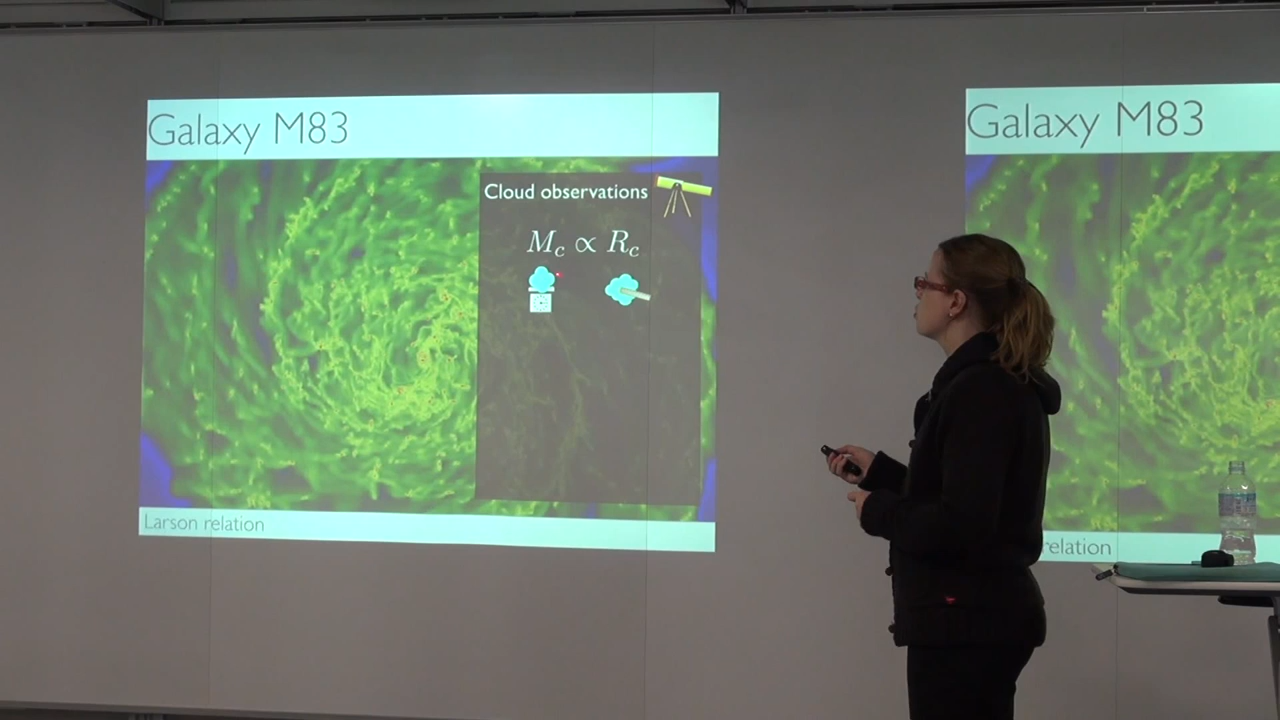 Galaxy M83
Cloud observations
M_c ∝ R_c
Larson relation
Galaxy M83
relation